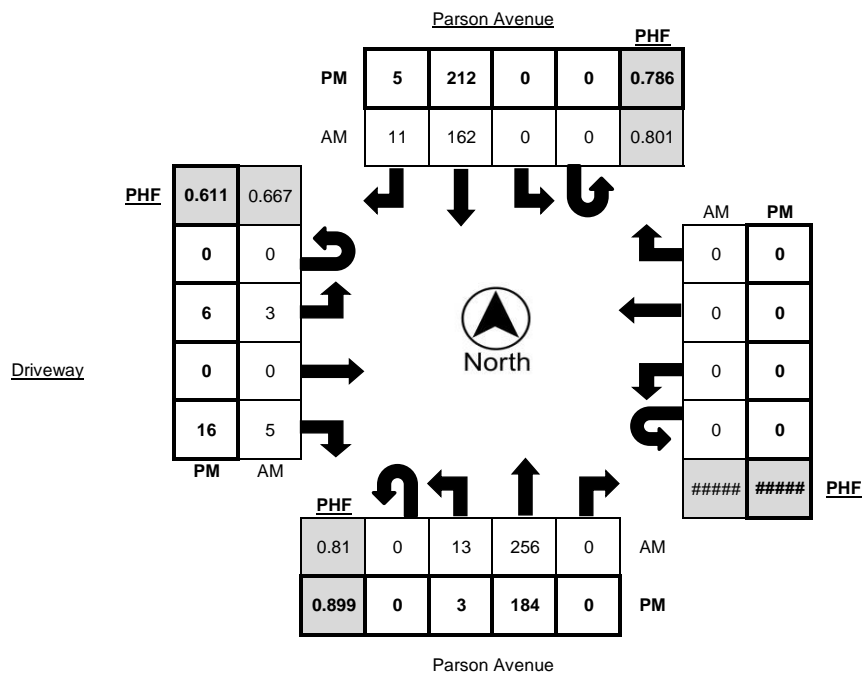 Parson Avenue
PHF
PM 5 212 0 0 0.786
AM 11 162 0 0 0.801
PHF 0.611 0.667
AM PM
0 0
0 0
6 3
0 0
North
Driveway
0 0
0 0
16 5
0 0
PM AM
##### ##### PHF
PHF
0.81 0 13 256 0 AM
0.899 0 3 184 0 PM
Parson Avenue